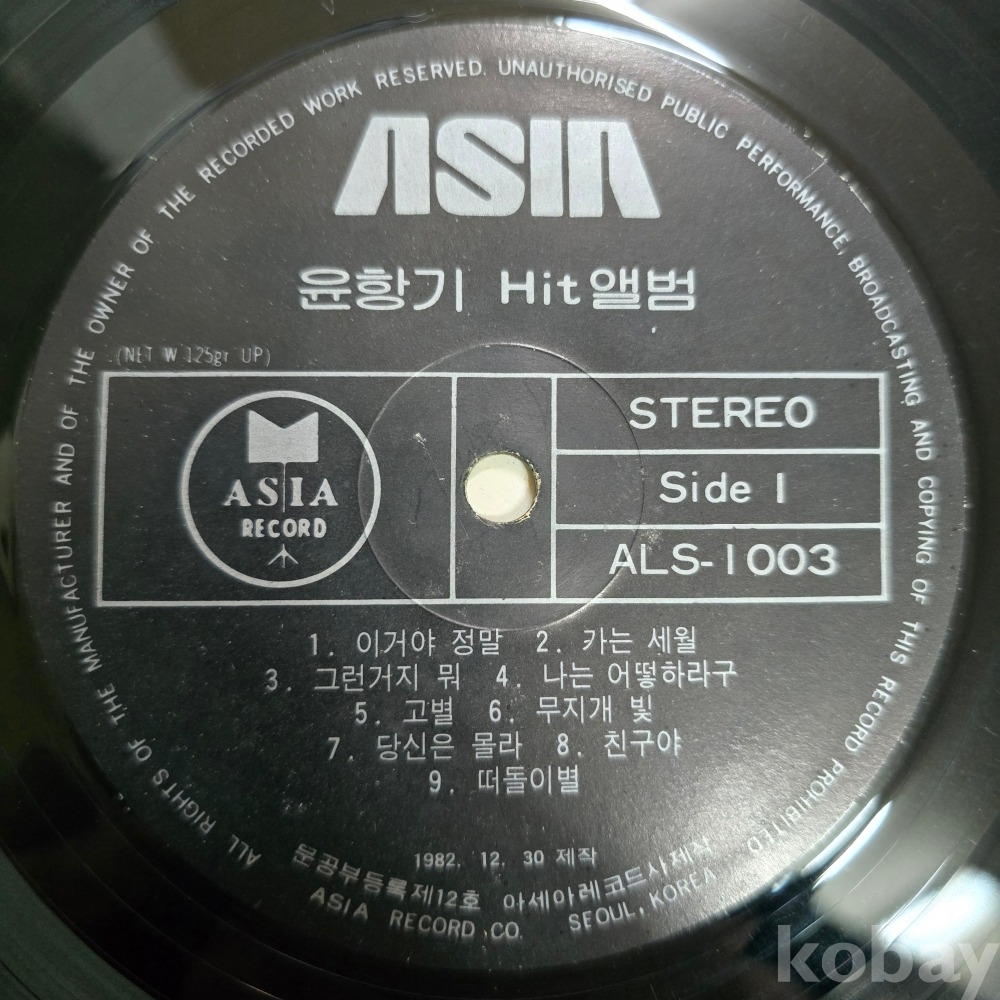 ALL RIGHTS OF THE MANUFACTURER AND OF THE OWNER OF THE RECORDED WORK RESERVED. UNAUTHORISED PUBLIC PERFORMANCE, BROADCASTING AND COPYING OF THIS RECORD PROHIBITED
ASIA
윤항기 Hit 앨범
(NET W 125gr UP)
ASIA
RECORD
STEREO
Side 1
ALS-1003
1. 이거야 정말 2. 카는 세월
3. 그런거지 뭐 4. 나는 어떻하라구
5. 고별 6. 무지개 빛
7. 당신은 몰라 8. 친구야
9. 떠돌이별
1982. 12. 30 제작
문공부등록제12호 아세아레코드사제작
ASIA RECORD CO. SEOUL, KOREA
kobay